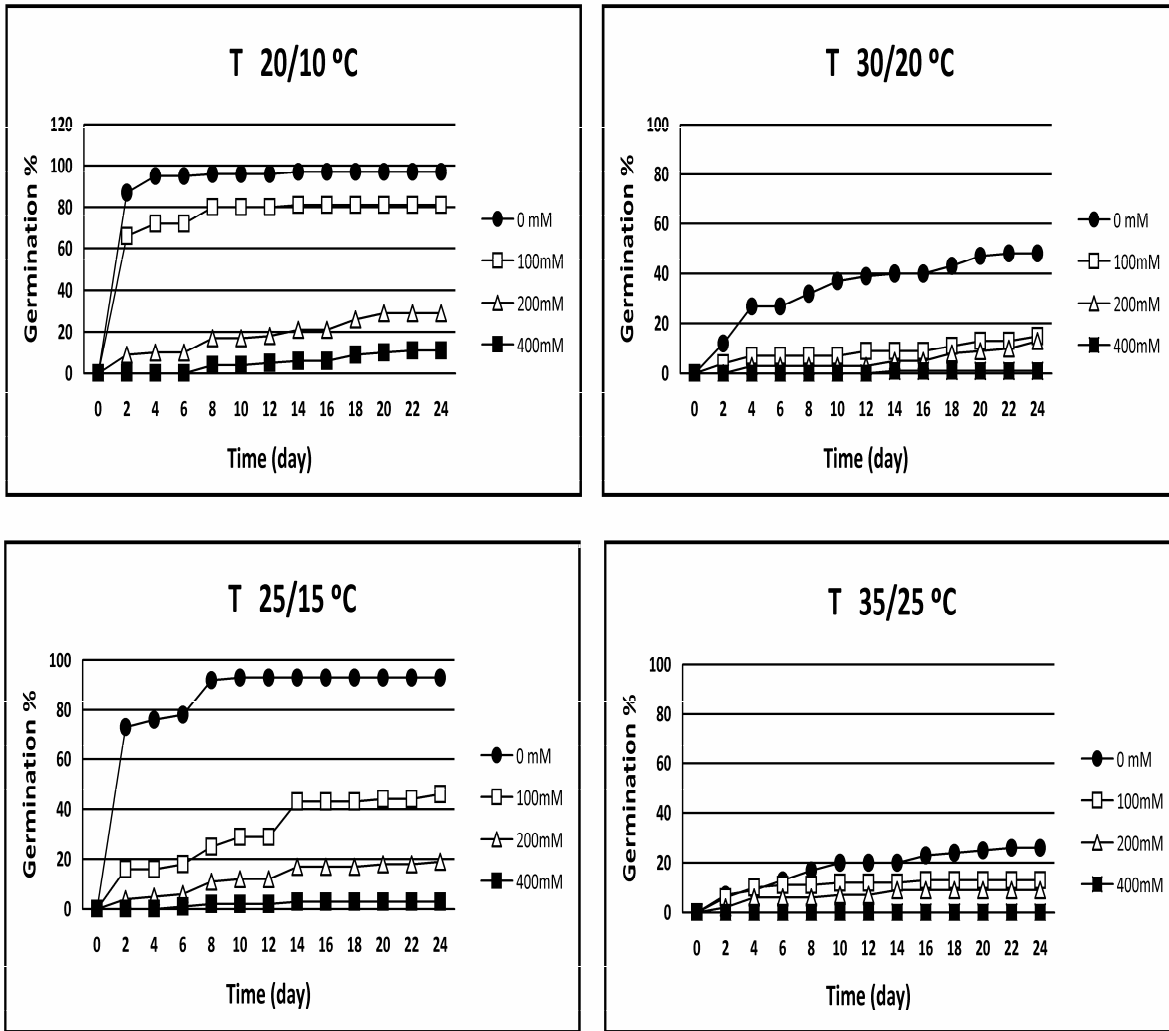 T 20/10 ºC
Germination %
120
100
80
60
40
20
0
0 2 4 6 8 10 12 14 16 18 20 22 24
Time (day)
0 mM
100mM
200mM
400mM
T 30/20 ºC
Germination %
100
80
60
40
20
0
0 2 4 6 8 10 12 14 16 18 20 22 24
Time (day)
0 mM
100mM
200mM
400mM
T 25/15 ºC
Germination %
100
80
60
40
20
0
0 2 4 6 8 10 12 14 16 18 20 22 24
Time (day)
0 mM
100mM
200mM
400mM
T 35/25 ºC
Germination %
100
80
60
40
20
0
0 2 4 6 8 10 12 14 16 18 20 22 24
Time (day)
0 mM
100mM
200mM
400mM